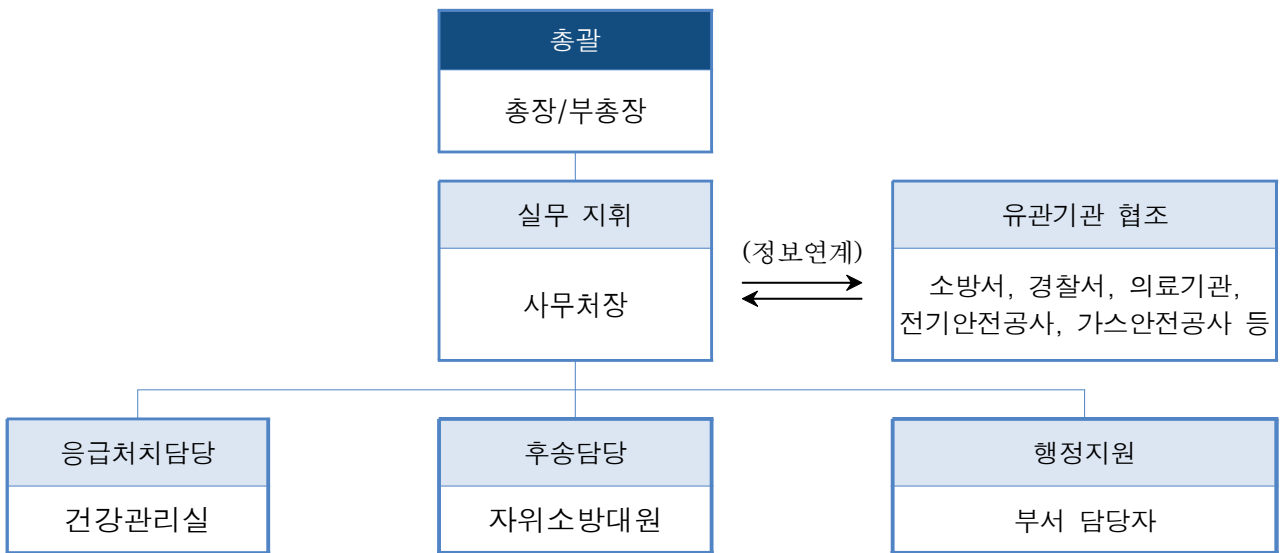 총괄
총장/부총장
실무 지휘
사무처장
(정보연계)
유관기관 협조
소방서, 경찰서, 의료기관,
전기안전공사, 가스안전공사 등
응급처치담당
건강관리실
후송담당
자위소방대원
행정지원
부서 담당자